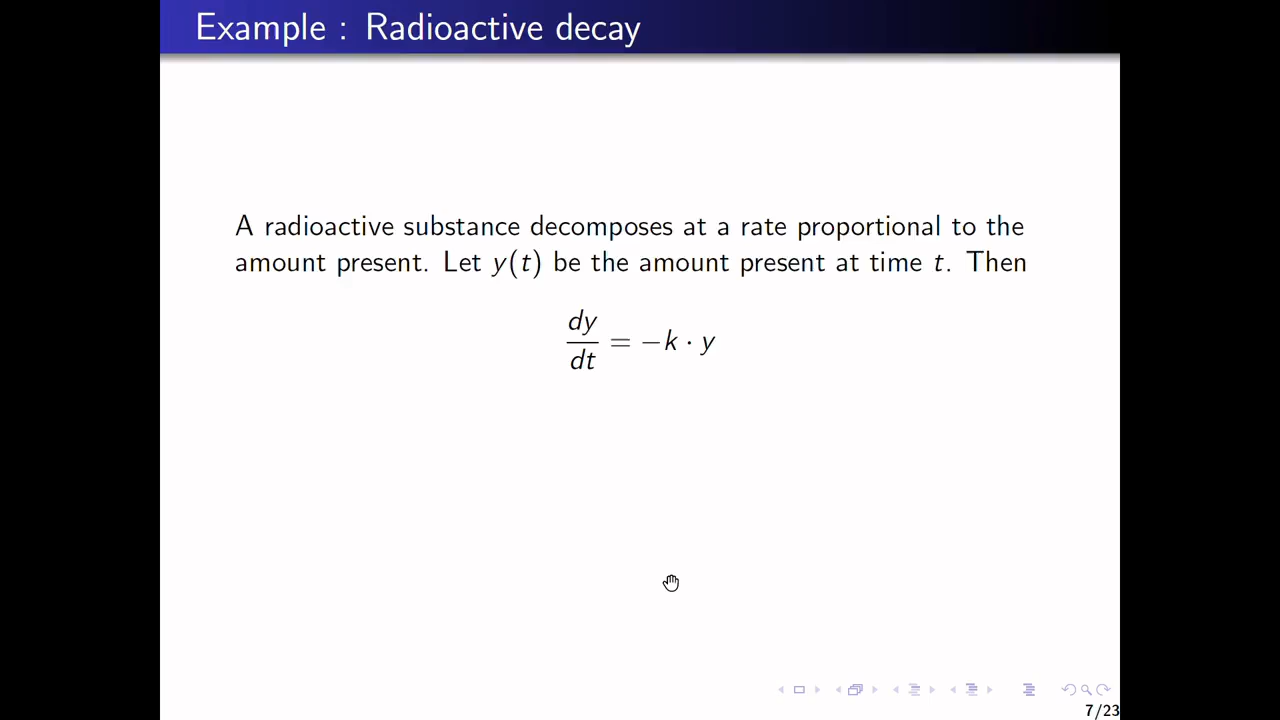 Example : Radioactive decay
A radioactive substance decomposes at a rate proportional to the
amount present. Let y(t) be the amount present at time t. Then
dy/dt = −k · y
7/23